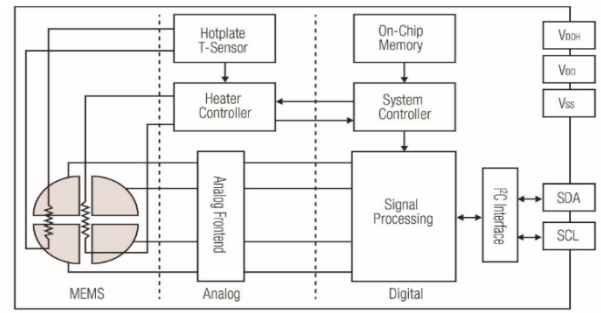 Hotplate
T-Sensor
On-Chip
Memory
VDDH
VDD
VSS
Heater
Controller
System
Controller
Analog Frontend
Signal
Processing
I²C Interface
SDA
SCL
MEMS
Analog
Digital